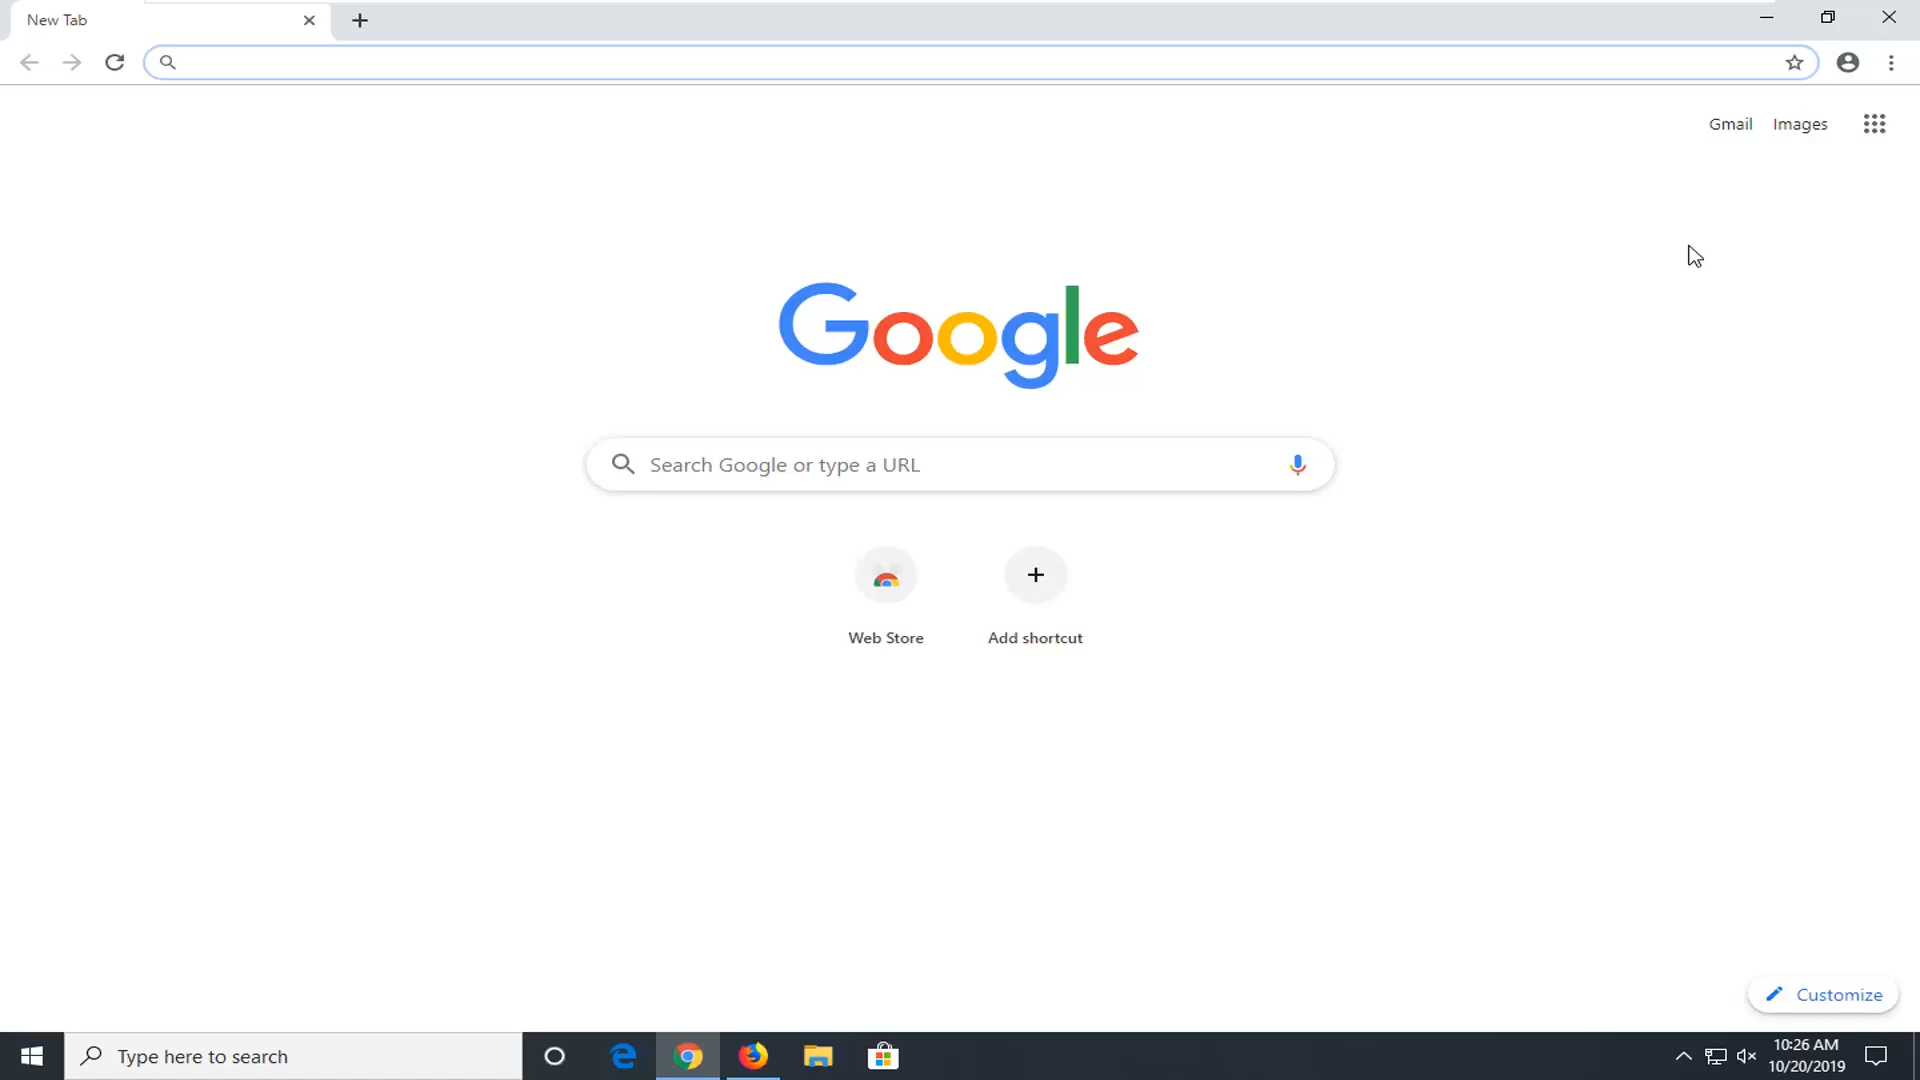 New Tab
Gmail Images
Google
Search Google or type a URL
Web Store
Add shortcut
Customize
Type here to search
10:26 AM
10/20/2019